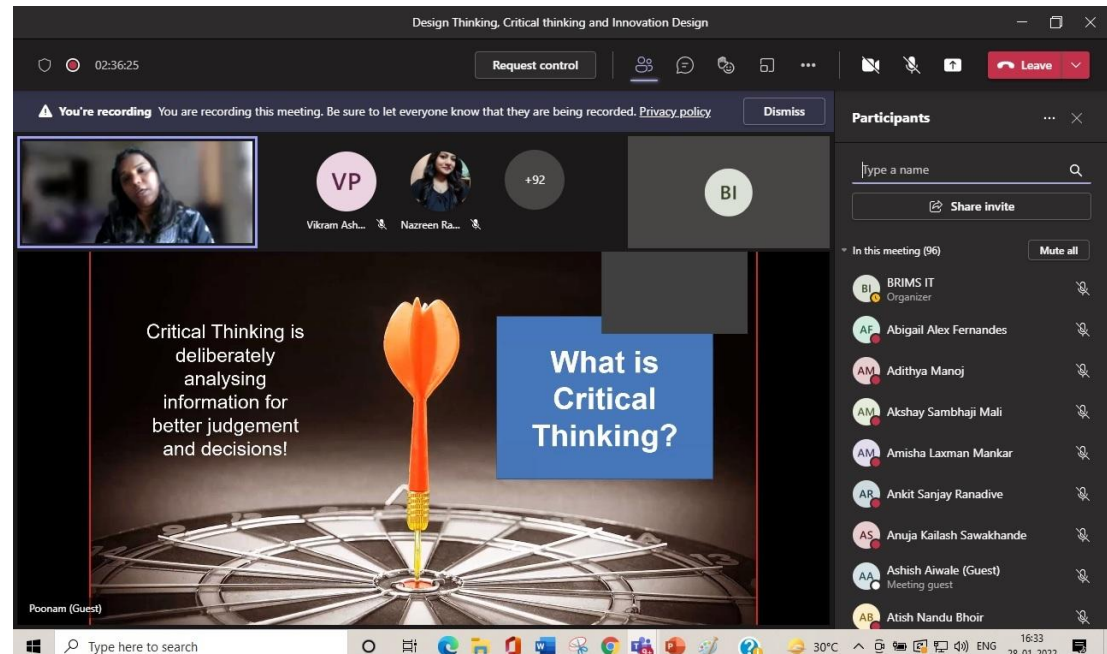 Design Thinking, Critical thinking and Innovation Design
02:36:25
Request control
Leave
You're recording You are recording this meeting. Be sure to let everyone know that they are being recorded. Privacy policy
Dismiss
VP
Vikram Ash...
Nazreen Ra...
+92
BI
Critical Thinking is
deliberately
analysing
information for
better judgement
and decisions!
What is
Critical
Thinking?
Poonam (Guest)
Participants
Type a name
Share invite
In this meeting (96)
Mute all
BI BRIMS IT
Organizer
AF Abigail Alex Fernandes
AM Adithya Manoj
AM Akshay Sambhaji Mali
AM Amisha Laxman Mankar
AR Ankit Sanjay Ranadive
AS Anuja Kailash Sawakhande
AA Ashish Aiwale (Guest)
Meeting guest
AB Atish Nandu Bhoir
Type here to search
30°C
ENG
16:33
28-01-2022